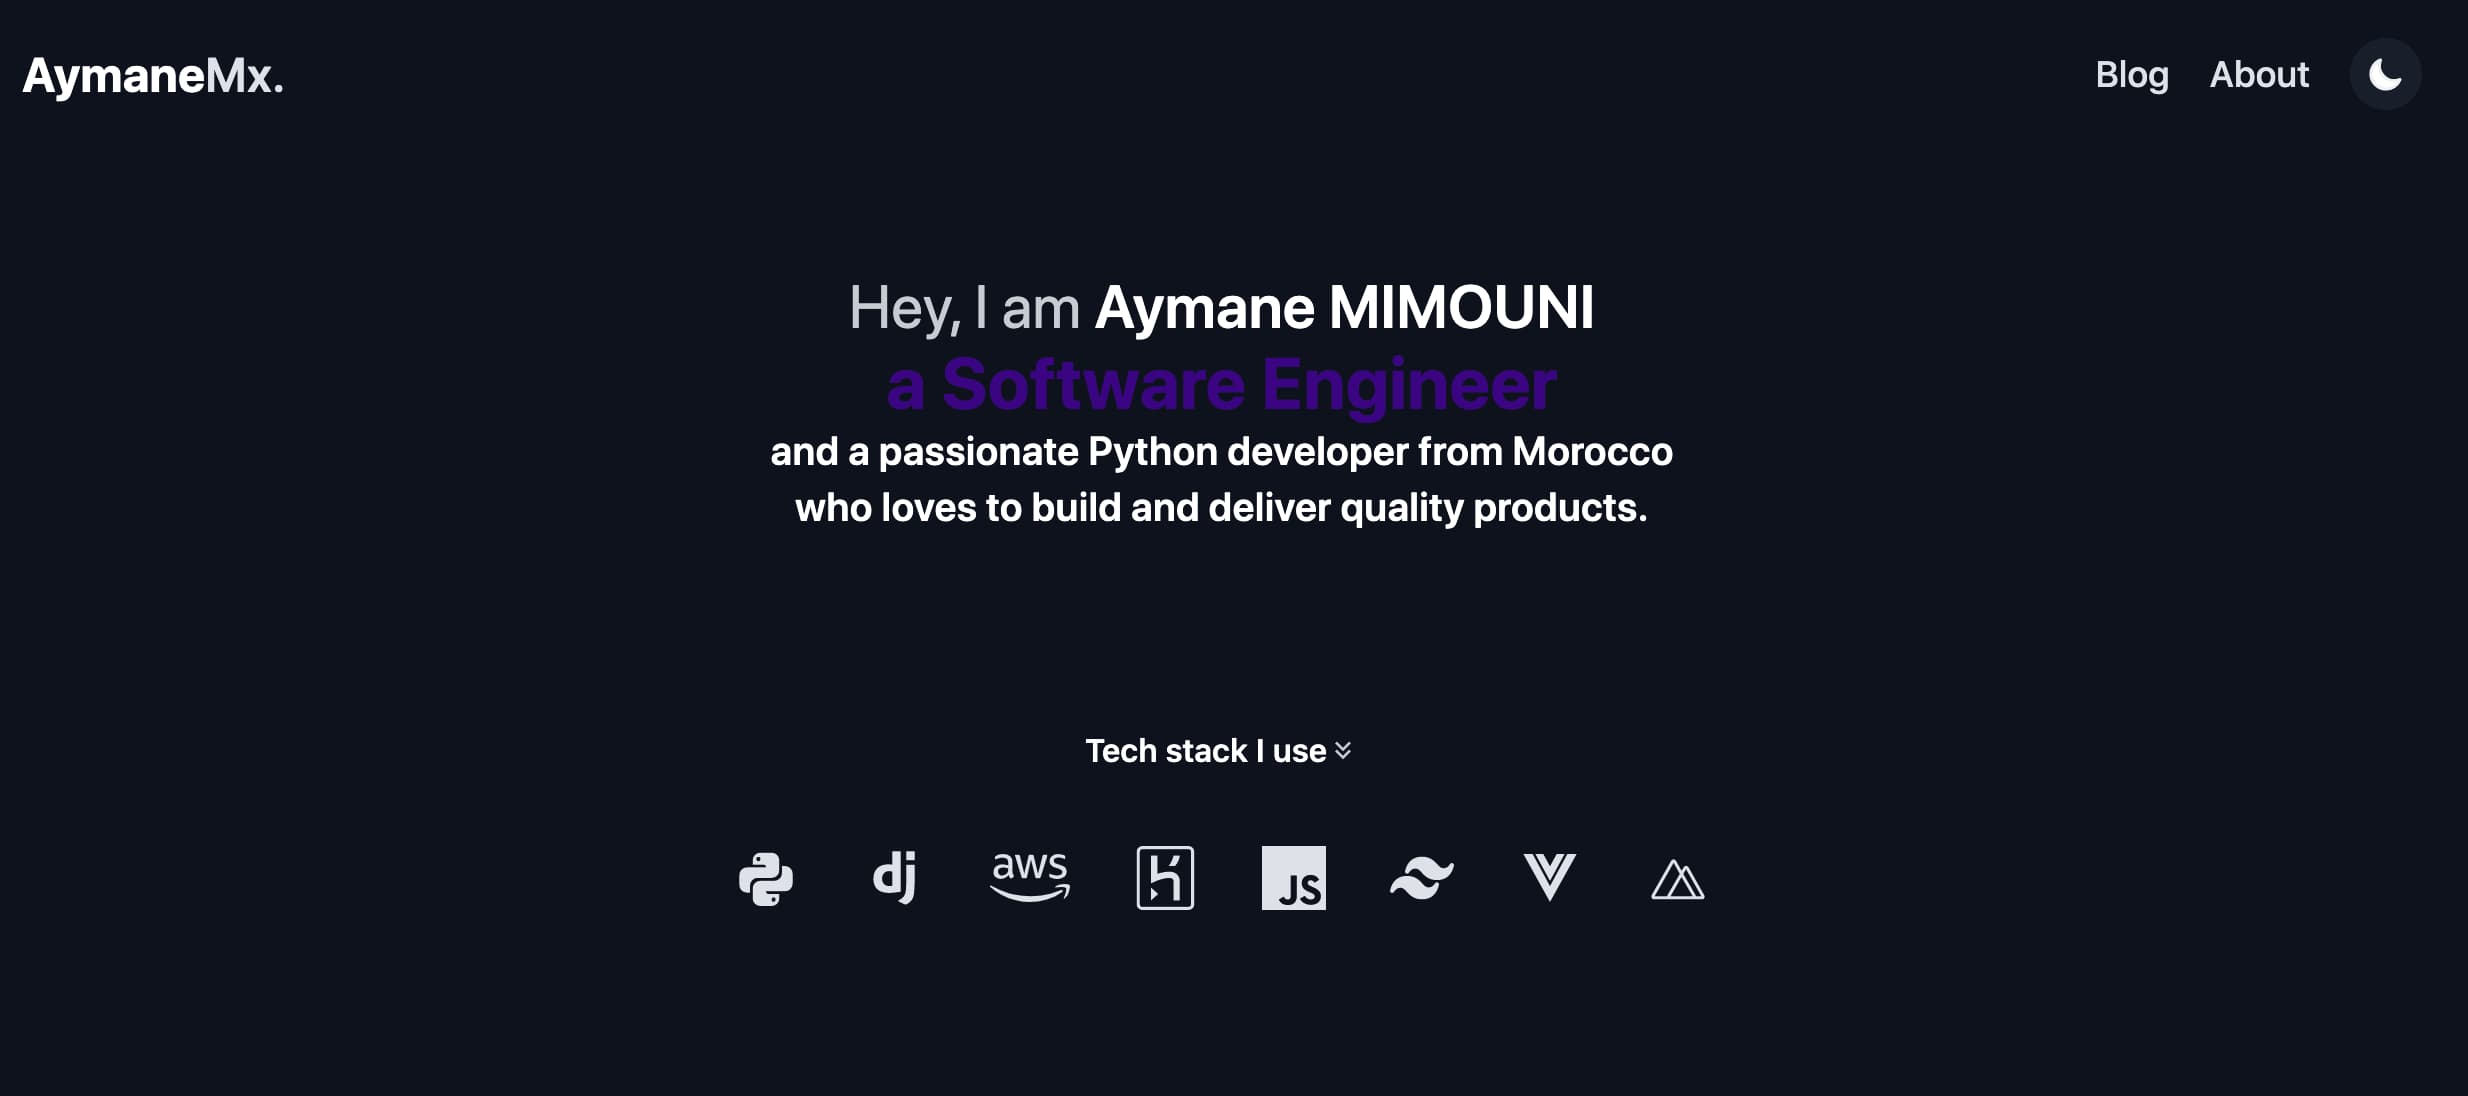 AymaneMx.
Blog
About
Hey, I am Aymane MIMOUNI
a Software Engineer
and a passionate Python developer from Morocco
who loves to build and deliver quality products.
Tech stack I use
dj
aws
JS